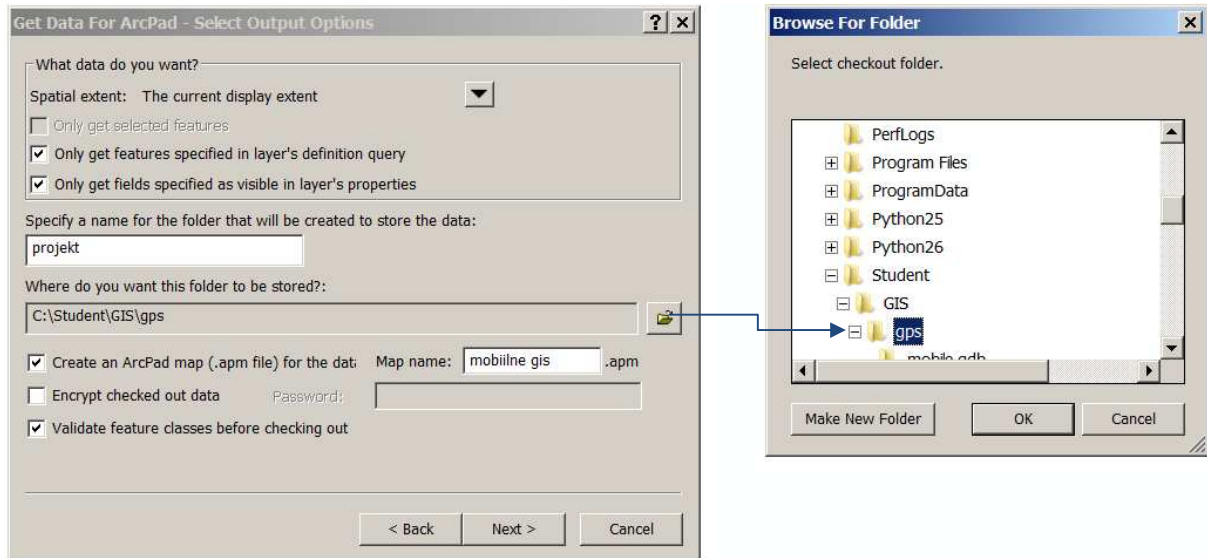 Get Data For ArcPad - Select Output Options
What data do you want?
Spatial extent: The current display extent
Only get selected features
Only get features specified in layer's definition query
Only get fields specified as visible in layer's properties
Specify a name for the folder that will be created to store the data:
projekt
Where do you want this folder to be stored?:
C:\Student\GIS\gps
Create an ArcPad map (.apm file) for the data Map name: mobiilne gis .apm
Encrypt checked out data Password:
Validate feature classes before checking out
< Back Next > Cancel
Browse For Folder
Select checkout folder.
PerfLogs
Program Files
ProgramData
Python25
Python26
Student
GIS
gps
mobile.gdb
Make New Folder OK Cancel